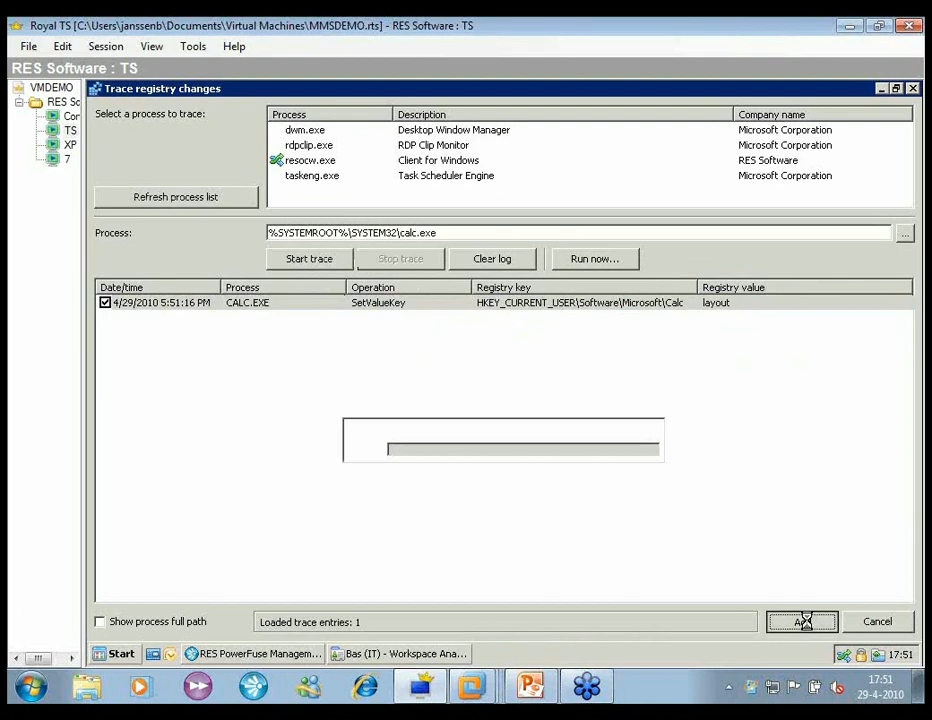 Royal TS [C:\Users\janssenb\Documents\Virtual Machines\MMSDEMO.rts] - RES Software : TS
File Edit Session View Tools Help
RES Software : TS
VMDEMO
RES So
Cor
TS
XP
7
Trace registry changes
Select a process to trace:
Process Description Company name
dwm.exe Desktop Window Manager Microsoft Corporation
rdpclip.exe RDP Clip Monitor Microsoft Corporation
resocw.exe Client for Windows RES Software
taskeng.exe Task Scheduler Engine Microsoft Corporation
Refresh process list
Process: %SYSTEMROOT%\SYSTEM32\calc.exe ...
Start trace Stop trace Clear log Run now...
Date/time Process Operation Registry key Registry value
4/29/2010 5:51:16 PM CALC.EXE SetValueKey HKEY_CURRENT_USER\Software\Microsoft\Calc layout
Show process full path Loaded trace entries: 1 Cancel
Start RES PowerFuse Managem... Bas (IT) - Workspace Ana... 17:51
17:51
29-4-2010